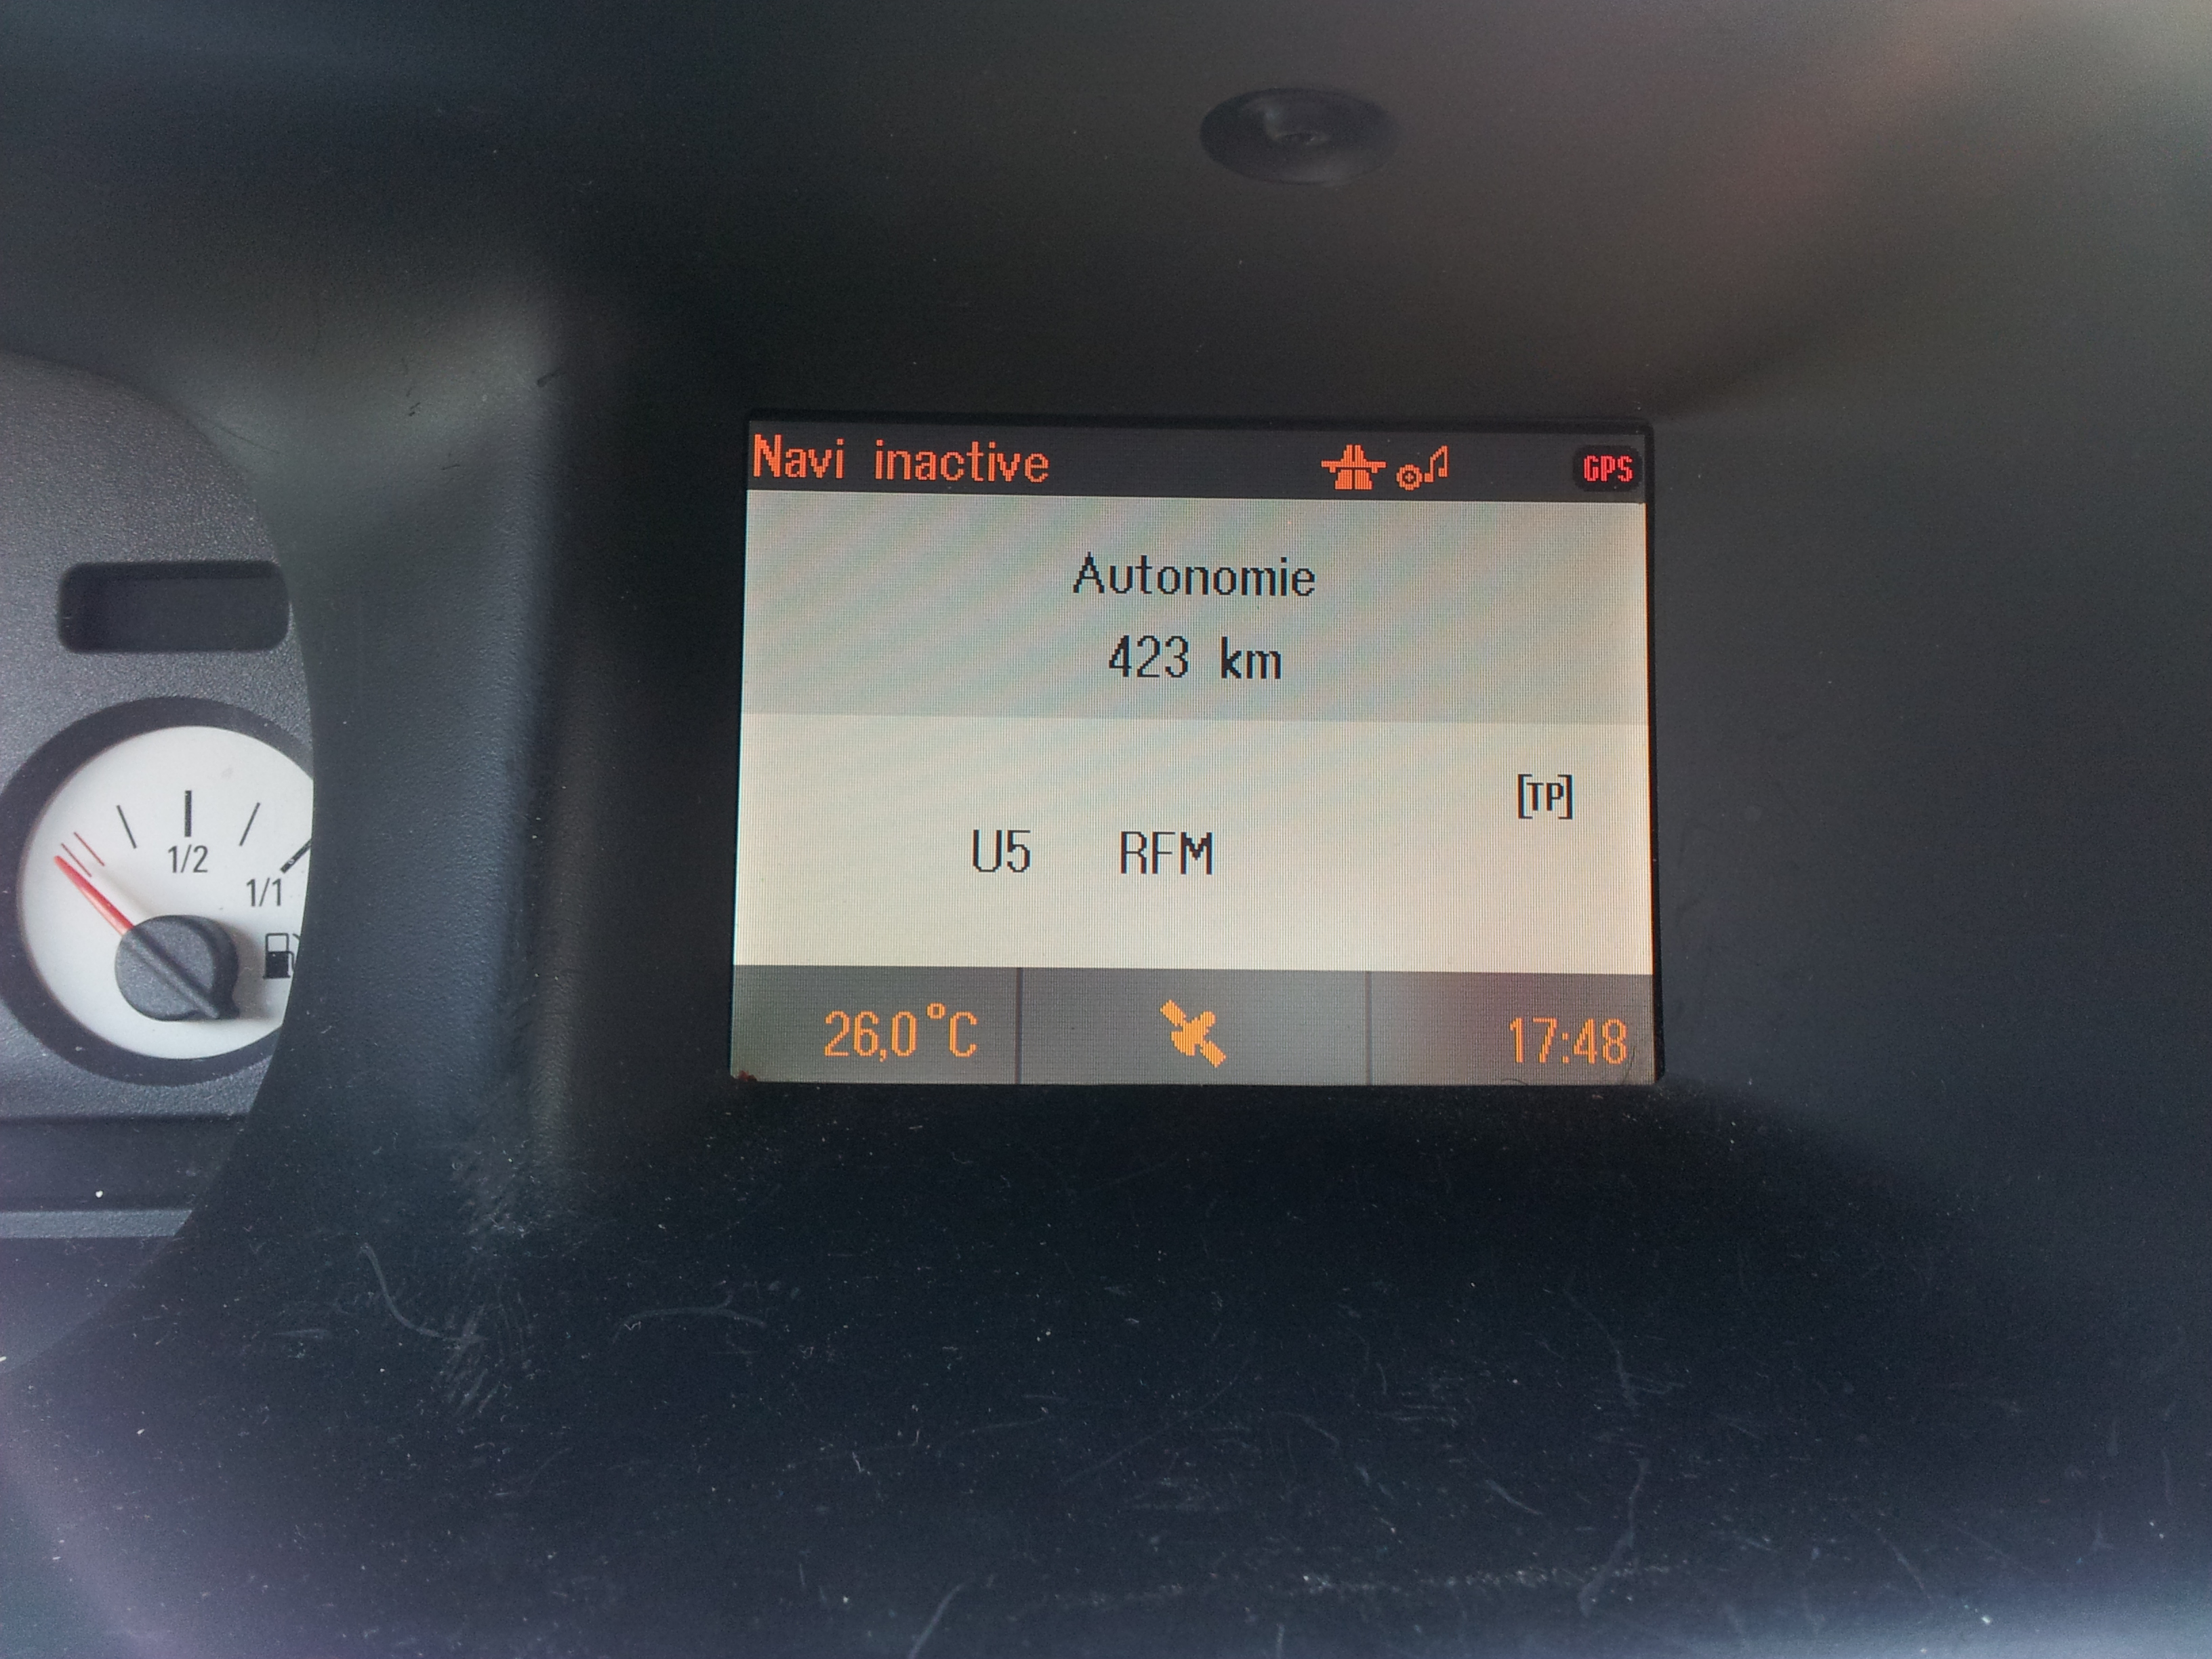 Navi inactive GPS
Autonomie
423 km
[TP]
U5 RFM
26,0°C 17:48
1/2
1/1